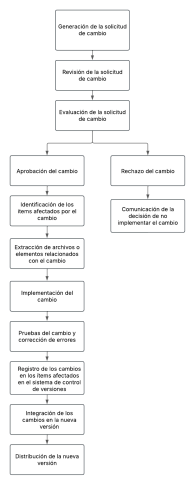 Generación de la solicitud
de cambio
Revisión de la solicitud
de cambio
Evaluación de la solicitud
de cambio
Aprobación del cambio
Rechazo del cambio
Identificación de los
ítems afectados por el
cambio
Comunicación de la
decisión de no
implementar el cambio
Extracción de archivos o
elementos relacionados
con el cambio
Implementación del
cambio
Pruebas del cambio y
corrección de errores
Registro de los cambios
en los ítems afectados
en el sistema de control
de versiones
Integración de los
cambios en la nueva
versión
Distribución de la nueva
versión